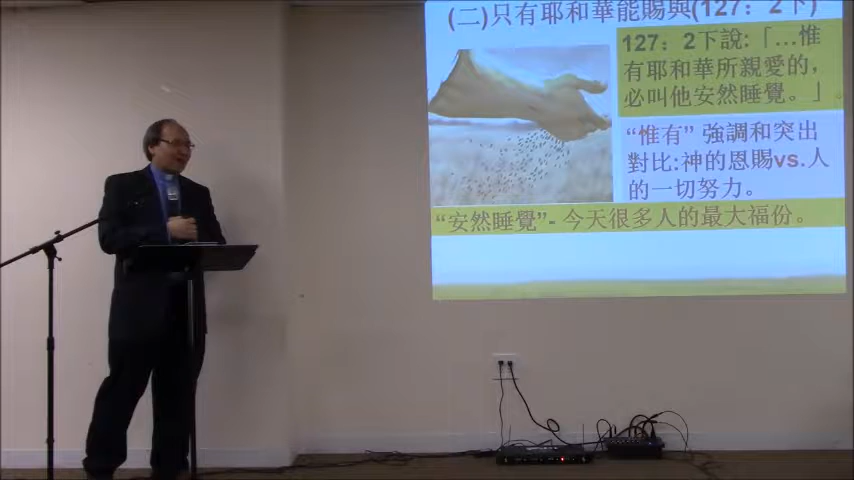 (二)只有耶和華能賜與(127：2下)
127：2下說:「…惟
有耶和華所親愛的,
必叫他安然睡覺。」
“惟有” 強調和突出
對比:神的恩賜vs.人
的一切努力。
“安然睡覺”- 今天很多人的最大福份。